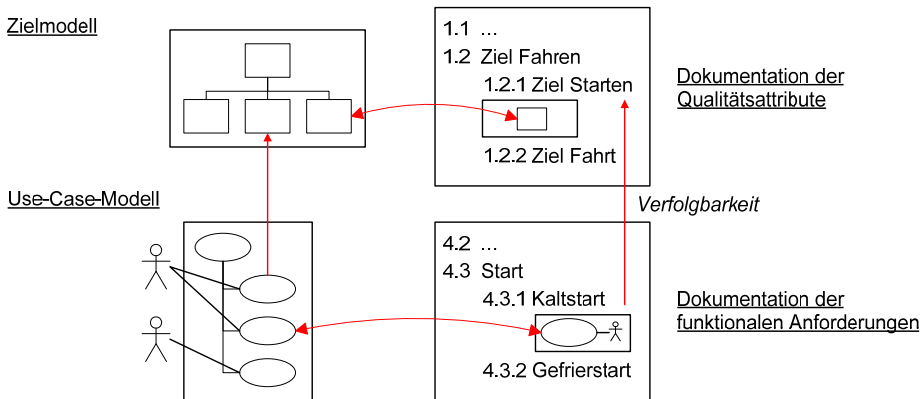 Zielmodell
1.1 ...
1.2 Ziel Fahren
1.2.1 Ziel Starten
1.2.2 Ziel Fahrt
Dokumentation der
Qualitätsattribute
Use-Case-Modell
Verfolgbarkeit
4.2 ...
4.3 Start
4.3.1 Kaltstart
4.3.2 Gefrierstart
Dokumentation der
funktionalen Anforderungen